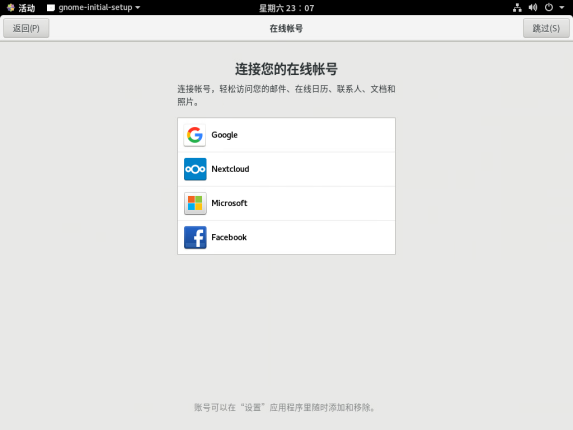 活动 gnome-initial-setup 星期六 23：07
返回(P) 在线帐号 跳过(S)
连接您的在线帐号
连接帐号，轻松访问您的邮件、在线日历、联系人、文档和
照片。
Google
Nextcloud
Microsoft
Facebook
账号可以在“设置”应用程序里随时添加和移除。